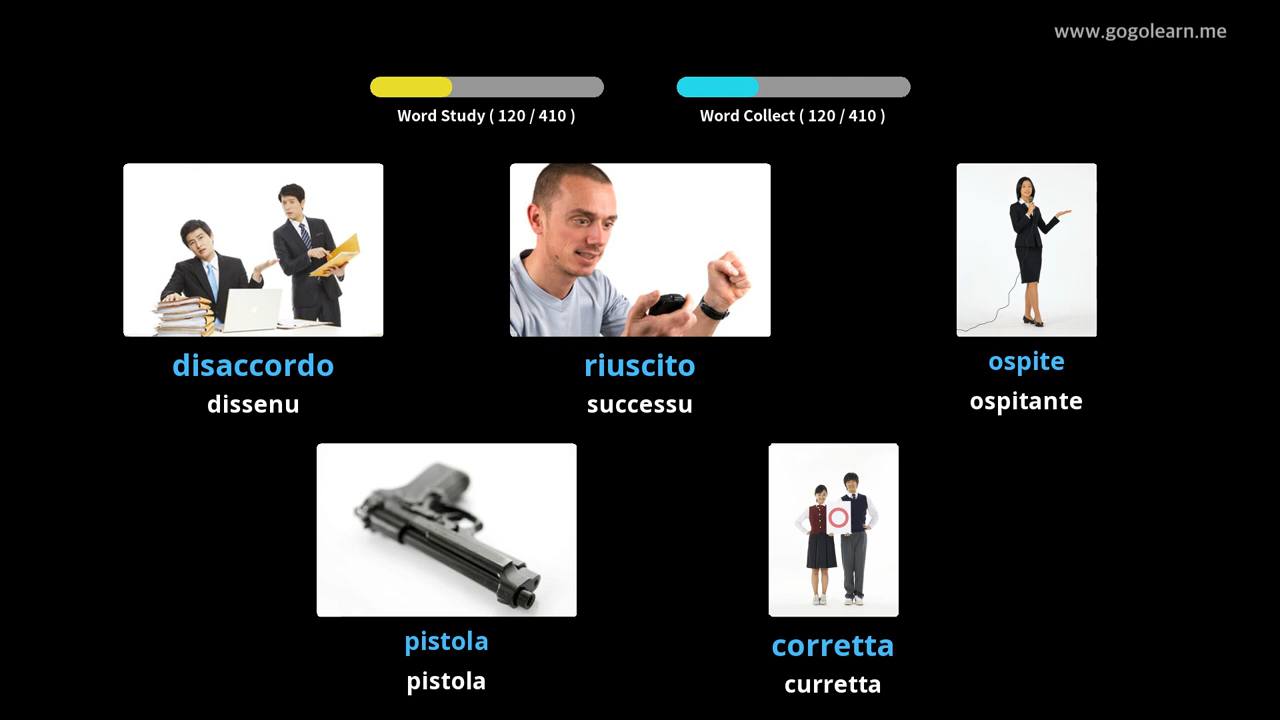 www.gogolearn.me
Word Study ( 120 / 410 )
Word Collect ( 120 / 410 )
disaccordo
dissenu
riuscito
successu
ospite
ospitante
pistola
pistola
corretta
curretta